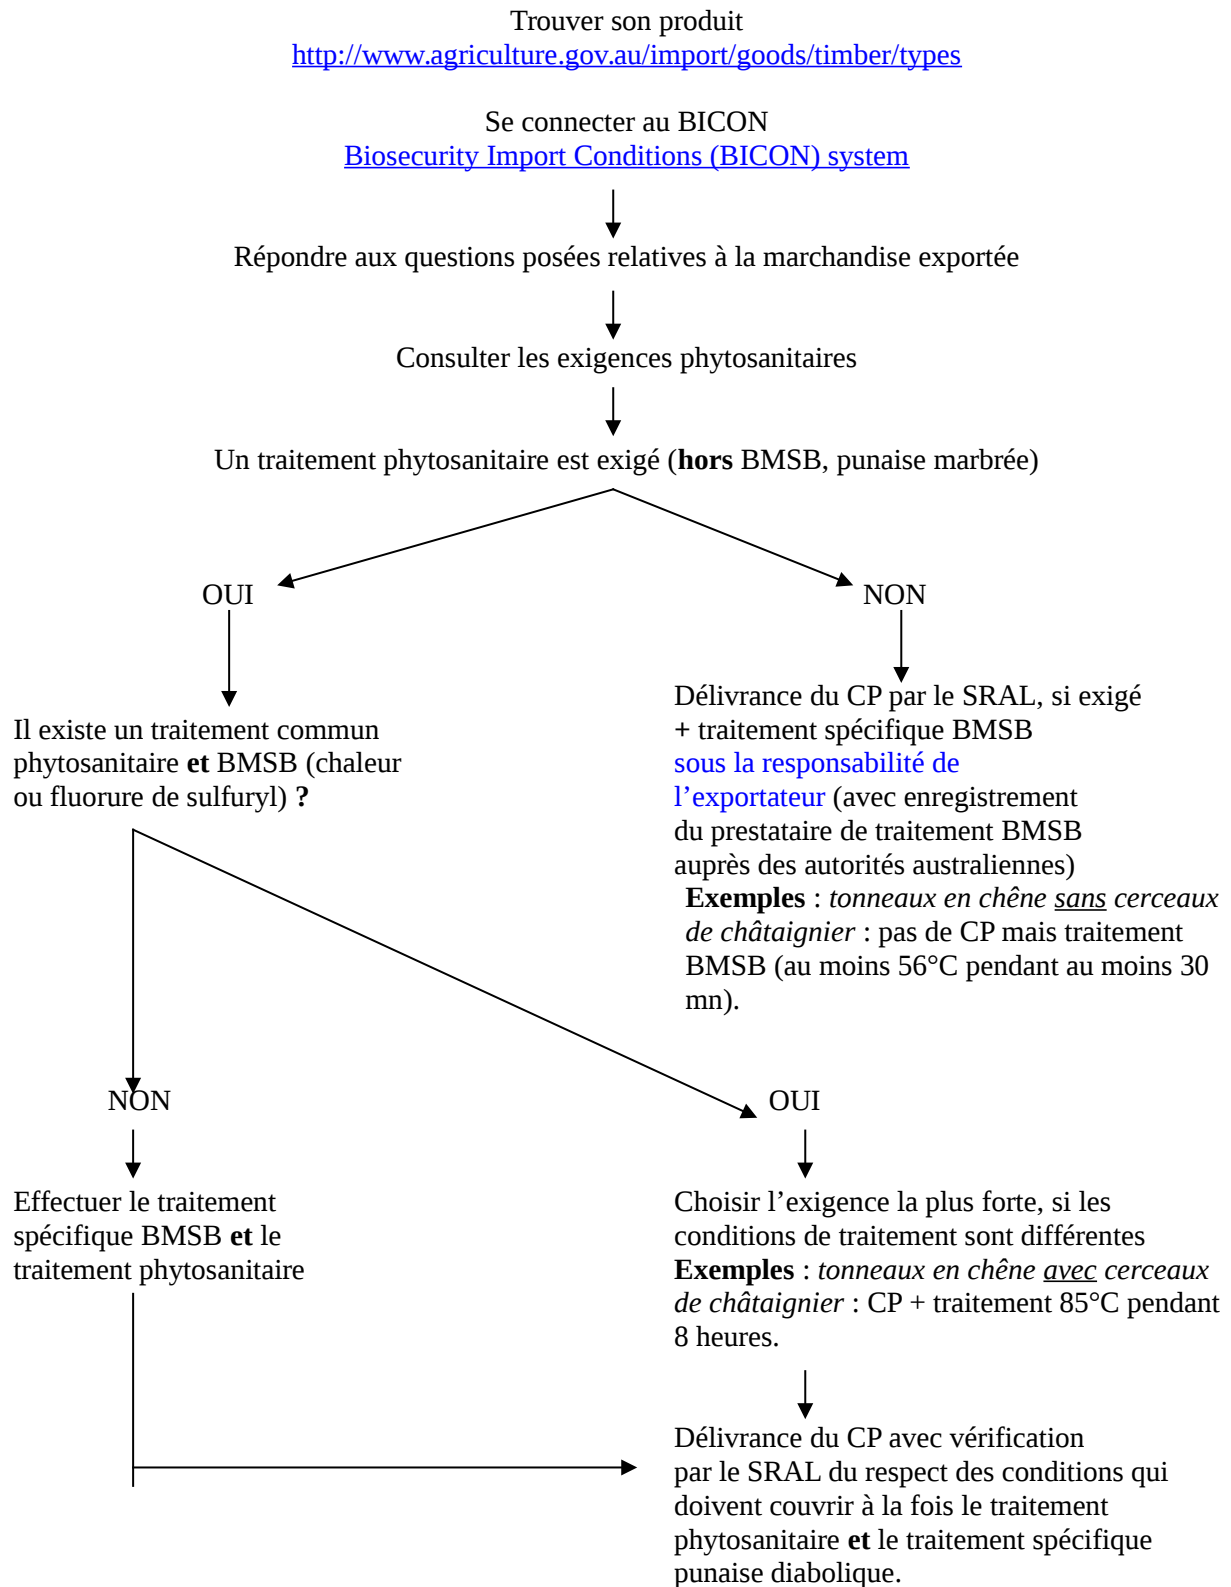 Trouver son produit
http://www.agriculture.gov.au/import/goods/timber/types
Se connecter au BICON
Biosecurity Import Conditions (BICON) system
Répondre aux questions posées relatives à la marchandise exportée
Consulter les exigences phytosanitaires
Un traitement phytosanitaire est exigé (hors BMSB, punaise marbrée)
OUI
NON
Il existe un traitement commun
phytosanitaire et BMSB (chaleur
ou fluorure de sulfuryl) ?
Délivrance du CP par le SRAL, si exigé
+ traitement spécifique BMSB
sous la responsabilité de
l’exportateur (avec enregistrement
du prestataire de traitement BMSB
auprès des autorités australiennes)
Exemples : tonneaux en chêne sans cerceaux
de châtaignier : pas de CP mais traitement
BMSB (au moins 56°C pendant au moins 30
mn).
NON
OUI
Effectuer le traitement
spécifique BMSB et le
traitement phytosanitaire
Choisir l’exigence la plus forte, si les
conditions de traitement sont différentes
Exemples : tonneaux en chêne avec cerceaux
de châtaignier : CP + traitement 85°C pendant
8 heures.
Délivrance du CP avec vérification
par le SRAL du respect des conditions qui
doivent couvrir à la fois le traitement
phytosanitaire et le traitement spécifique
punaise diabolique.